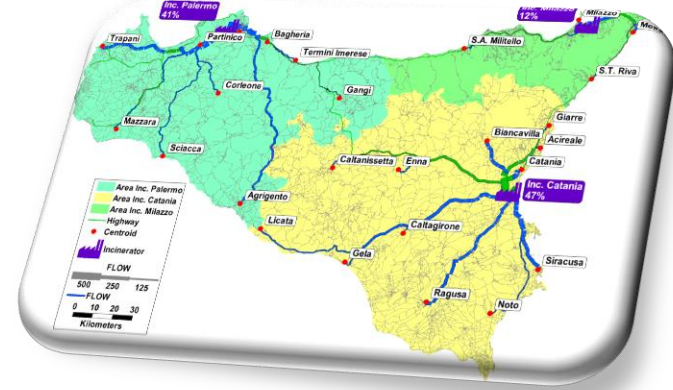 Inc. Palermo
41%
Inc. Milazzo
12%
Milazzo
Trapani
Partinico
Bagheria
Termini Imerese
S.A. Militello
S.T. Riva
Corleone
Gangi
Mazzara
Sciacca
Giarre
Biancavilla
Acireale
Caltanissetta
Enna
Catania
Inc. Catania
47%
Agrigento
Licata
Caltagirone
Gela
Siracusa
Ragusa
Noto
Area Inc. Palermo
Area Inc. Catania
Area Inc. Milazzo
Highway
Centroid
Incinerator
FLOW
500 250 125
FLOW
0 10 20 30
Kilometers